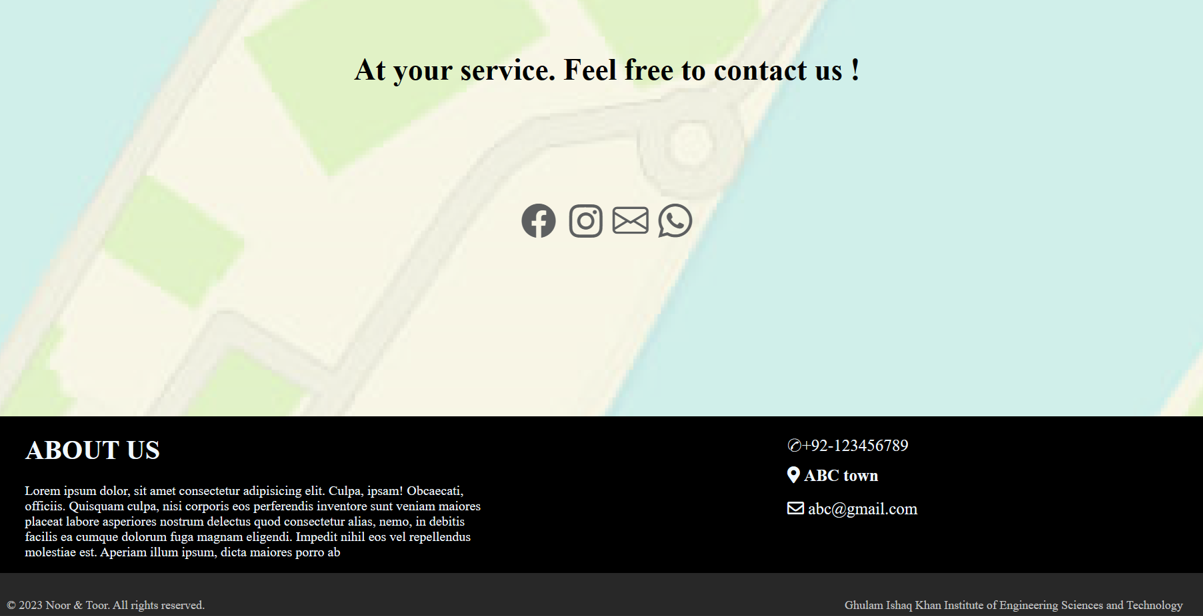 At your service. Feel free to contact us !
ABOUT US
Lorem ipsum dolor, sit amet consectetur adipisicing elit. Culpa, ipsam! Obcaecati,
officiis. Quisquam culpa, nisi corporis eos perferendis inventore sunt veniam maiores
placeat labore asperiores nostrum delectus quod consectetur alias, nemo, in debitis
facilis ea cumque dolorum fuga magnam eligendi. Impedit nihil eos vel repellendus
molestiae est. Aperiam illum ipsum, dicta maiores porro ab
✆+92-123456789
ABC town
abc@gmail.com
© 2023 Noor & Toor. All rights reserved.
Ghulam Ishaq Khan Institute of Engineering Sciences and Technology